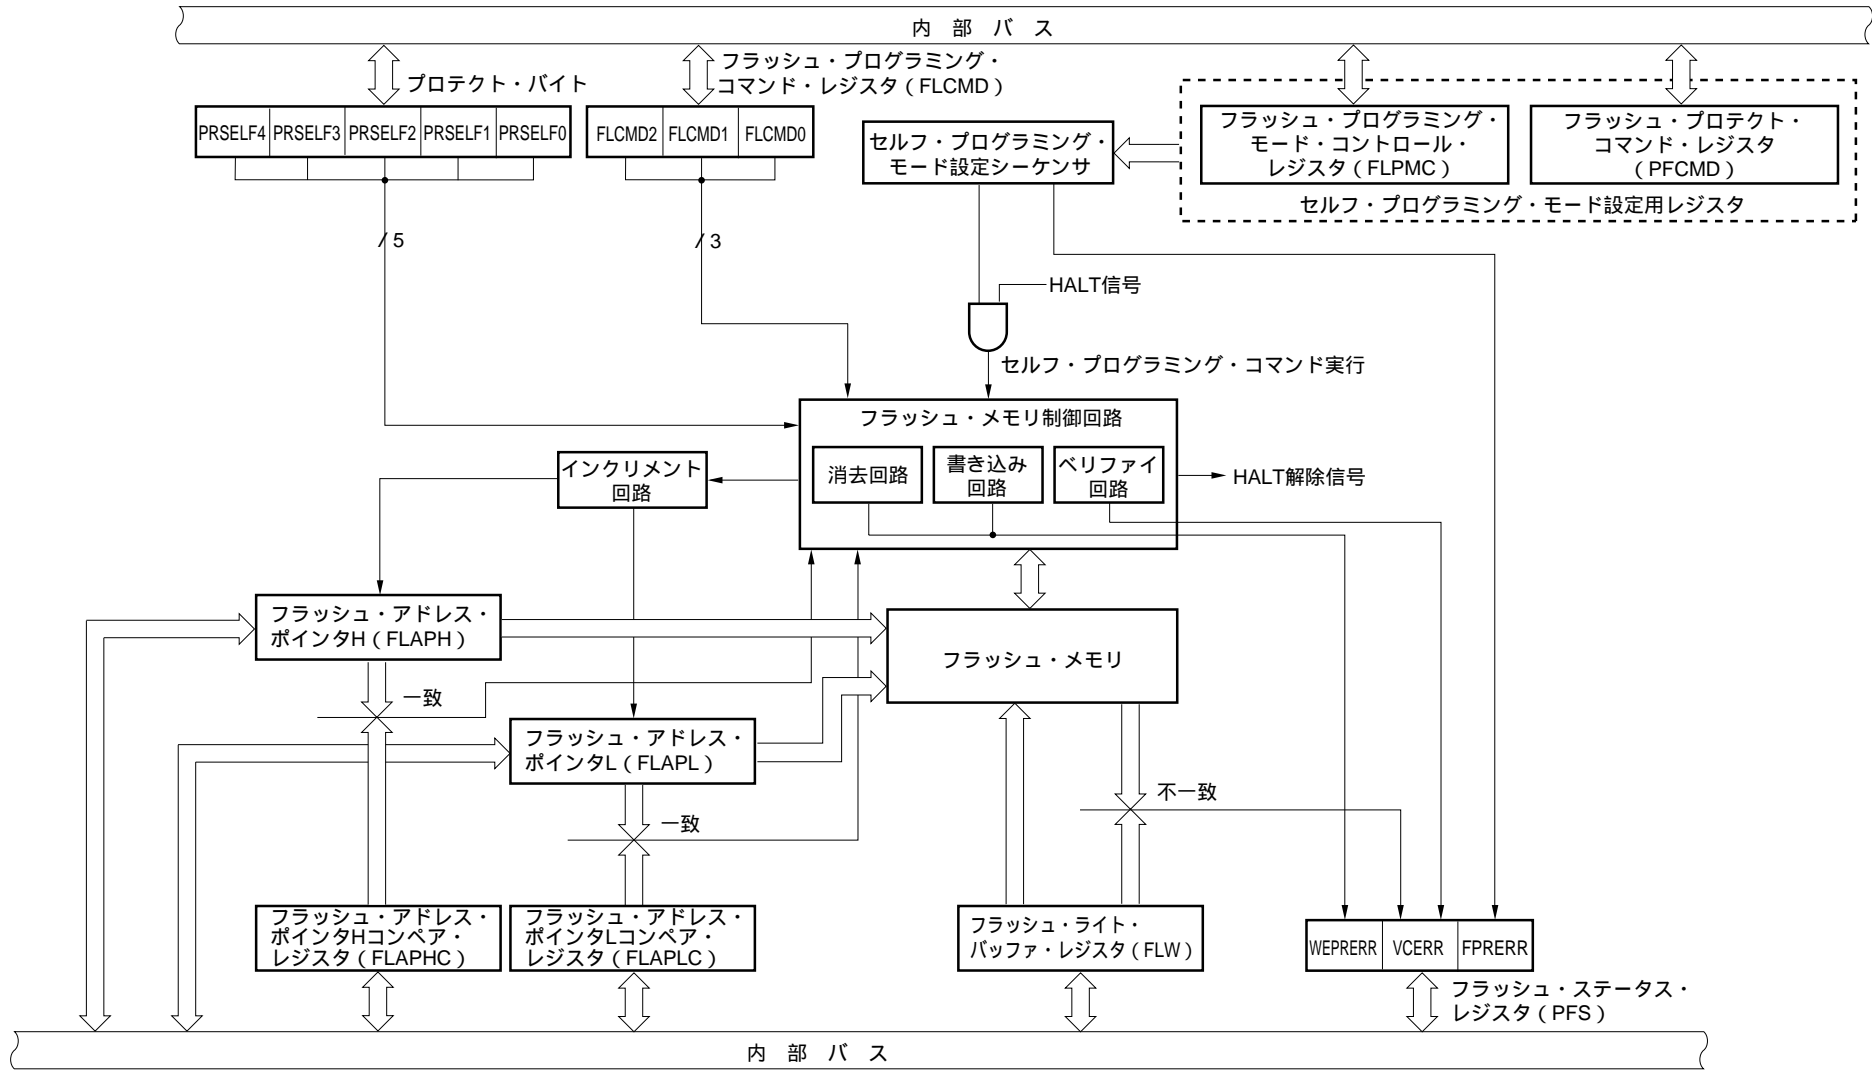 内 部 バ ス
プロテクト・バイト
フラッシュ・プログラミング・
コマンド・レジスタ(FLCMD)
PRSELF4 PRSELF3 PRSELF2 PRSELF1 PRSELF0
FLCMD2 FLCMD1 FLCMD0
セルフ・プログラミング・
モード設定シーケンサ
フラッシュ・プログラミング・
モード・コントロール・
レジスタ(FLPMC)
フラッシュ・プロテクト・
コマンド・レジスタ
(PFCMD)
セルフ・プログラミング・モード設定用レジスタ
5
3
HALT信号
セルフ・プログラミング・コマンド実行
フラッシュ・メモリ制御回路
消去回路
書き込み
回路
ベリファイ
回路
HALT解除信号
インクリメント
回路
フラッシュ・アドレス・
ポインタH(FLAPH)
フラッシュ・メモリ
一致
フラッシュ・アドレス・
ポインタL(FLAPL)
一致
不一致
フラッシュ・アドレス・
ポインタHコンペア・
レジスタ(FLAPHC)
フラッシュ・アドレス・
ポインタLコンペア・
レジスタ(FLAPLC)
フラッシュ・ライト・
バッファ・レジスタ(FLW)
WEPRERR VCERR FPRERR
フラッシュ・ステータス・
レジスタ(PFS)
内 部 バ ス